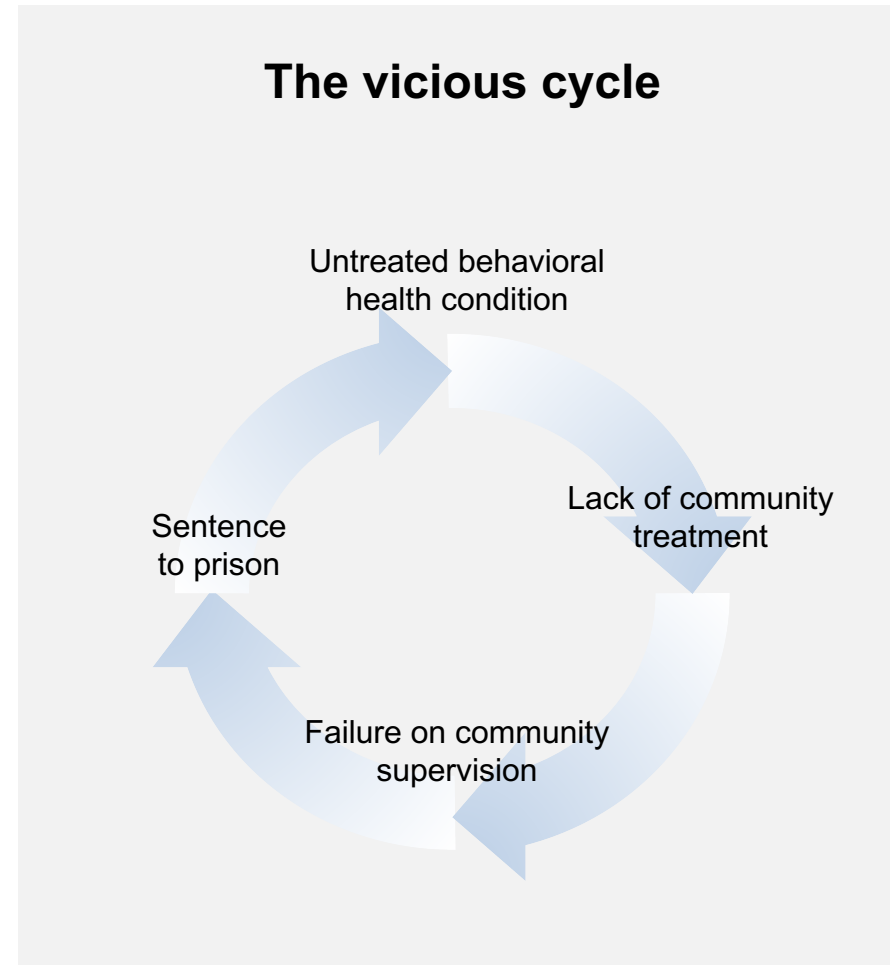 The vicious cycle
Untreated behavioral
health condition
Lack of community
treatment
Failure on community
supervision
Sentence
to prison